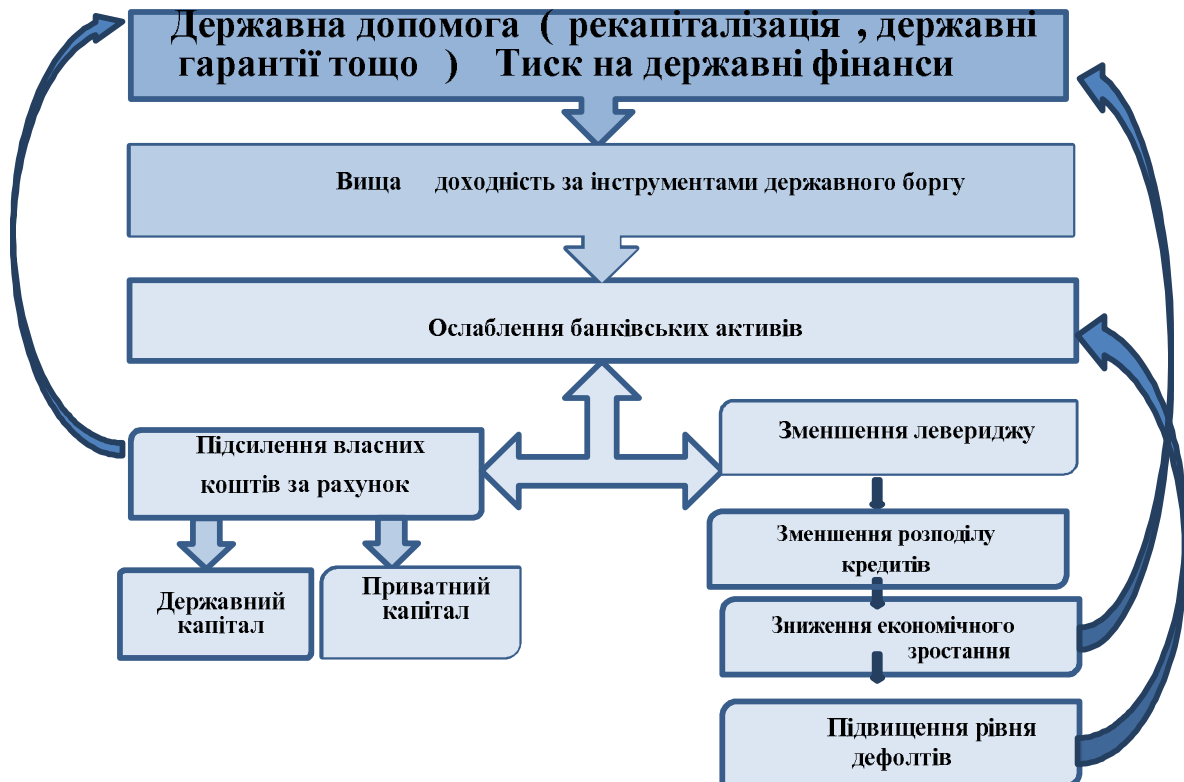 Державна допомога ( рекапіталізація , державні
гарантії тощо ) Тиск на державні фінанси
Вища доходність за інструментами державного боргу
Ослаблення банківських активів
Підсилення власних
коштів за рахунок
Державний
капітал
Приватний
капітал
Зменшення левериджу
Зменшення розподілу
кредитів
Зниження економічного
зростання
Підвищення рівня
дефолтів